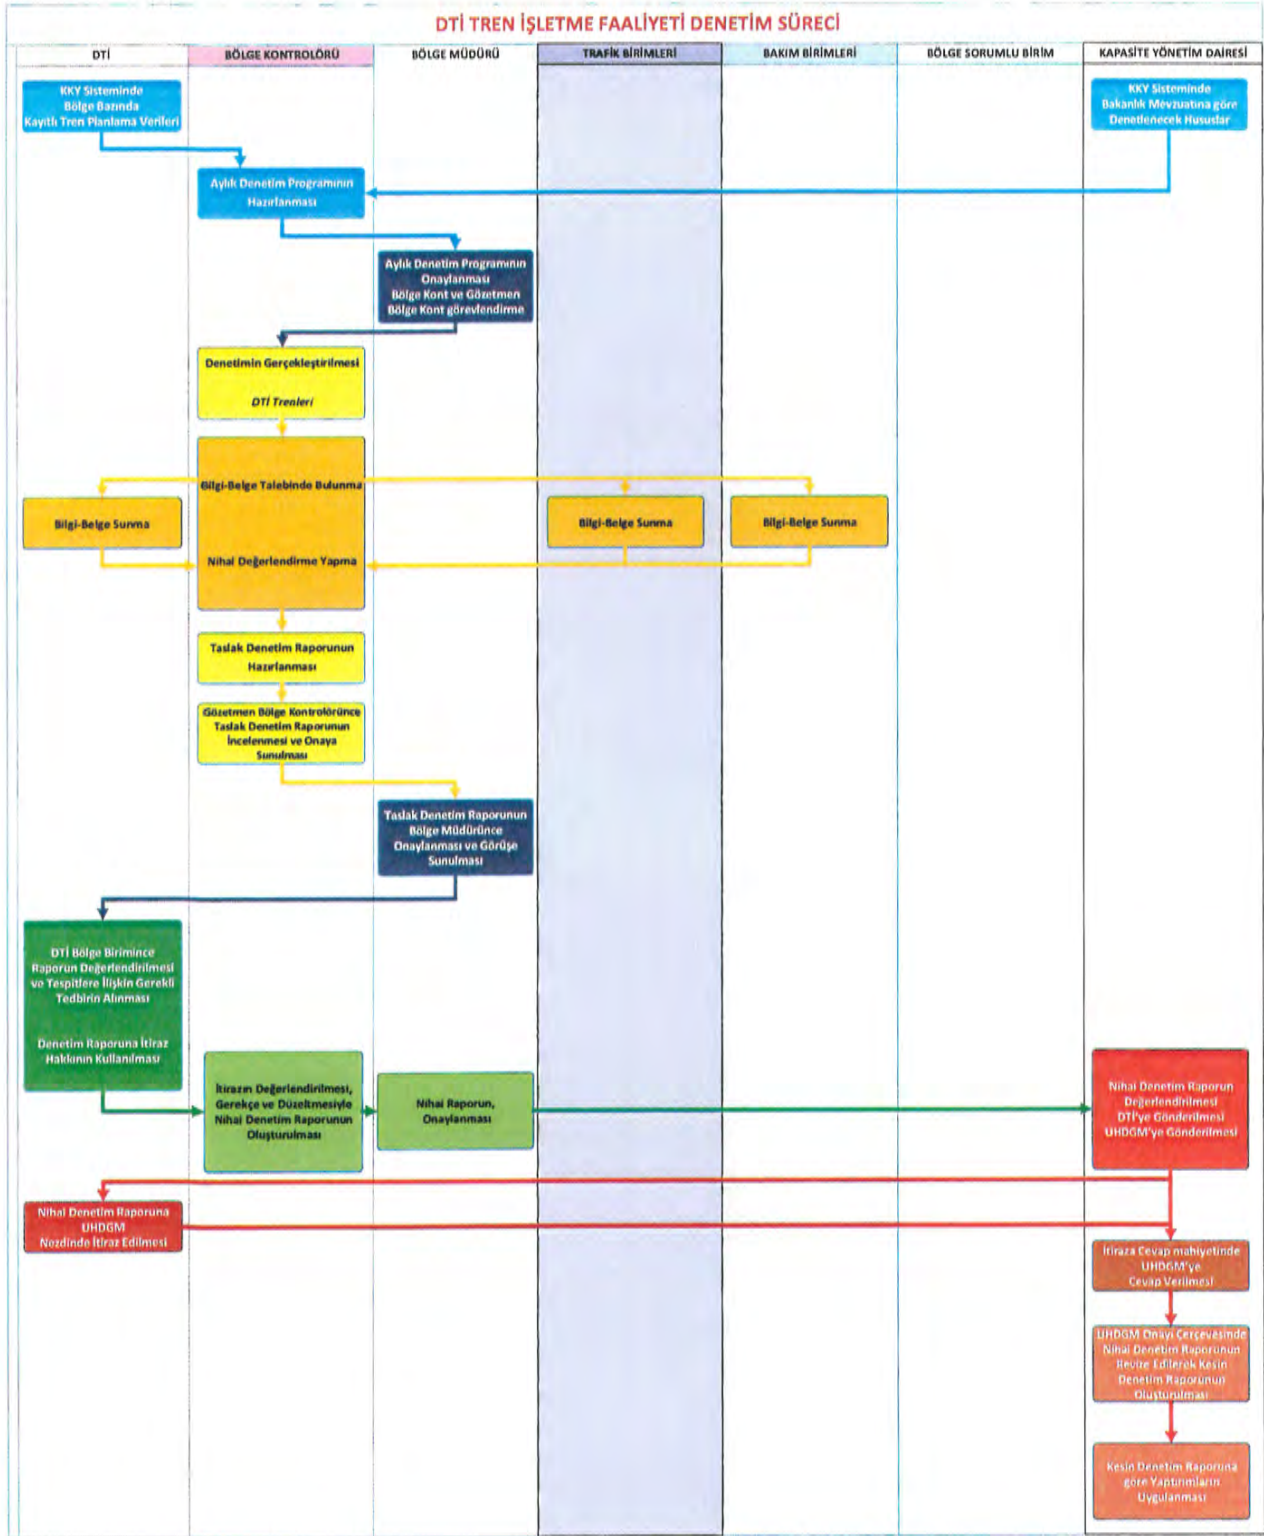 DTİ TREN İŞLETME FAALİYETİ DENETİM SÜRECİ
DTİ
BÖLGE KONTROLÖRÜ
BÖLGE MÜDÜRÜ
TRAFİK BİRİMLERİ
BAKIM BİRİMLERİ
BÖLGE SORUMLU BİRİM
KAPASİTE YÖNETİM DAİRESİ
KKY Sisteminde
Bölge Bazında
Kayıtlı Tren Planlama Verileri
KKY Sisteminde
Bakanlık Mevzuatına göre
Denetlenecek Hususlar
Aylık Denetim Programının
Hazırlanması
Aylık Denetim Programının
Onaylanması
Bölge Kont ve Gözetmen
Bölge Kont görevlendirme
Denetimin Gerçekleştirilmesi
DTİ Trenleri
Bilgi-Belge Talebinde Bulunma
Bilgi-Belge Sunma
Bilgi-Belge Sunma
Bilgi-Belge Sunma
Nihai Değerlendirme Yapma
Taslak Denetim Raporunun
Hazırlanması
Gözetmen Bölge Kontrolörünce
Taslak Denetim Raporunun
İncelenmesi ve Onaya
Sunulması
Taslak Denetim Raporunun
Bölge Müdürünce
Onaylanması ve Görüşe
Sunulması
DTİ Bölge Birimince
Raporun Değerlendirilmesi
ve Tespitlere İlişkin Gerekli
Tedbirin Alınması
Denetim Raporuna İtiraz
Hakkının Kullanılması
İtirazın Değerlendirilmesi,
Gerekçe ve Düzeltmesiyle
Nihai Denetim Raporunun
Oluşturulması
Nihai Raporun,
Onaylanması
Nihai Denetim Raporun
Değerlendirilmesi
DTİ'ye Gönderilmesi
UHDGM'ye Gönderilmesi
Nihai Denetim Raporuna
UHDGM
Nezdinde İtiraz Edilmesi
İtiraza Cevap mahiyetinde
UHDGM'ye
Cevap Verilmesi
UHDGM Onayı Çerçevesinde
Nihai Denetim Raporunun
Revize Edilerek Kesin
Denetim Raporunun
Oluşturulması
Kesin Denetim Raporuna
göre Yaptırımların
Uygulanması